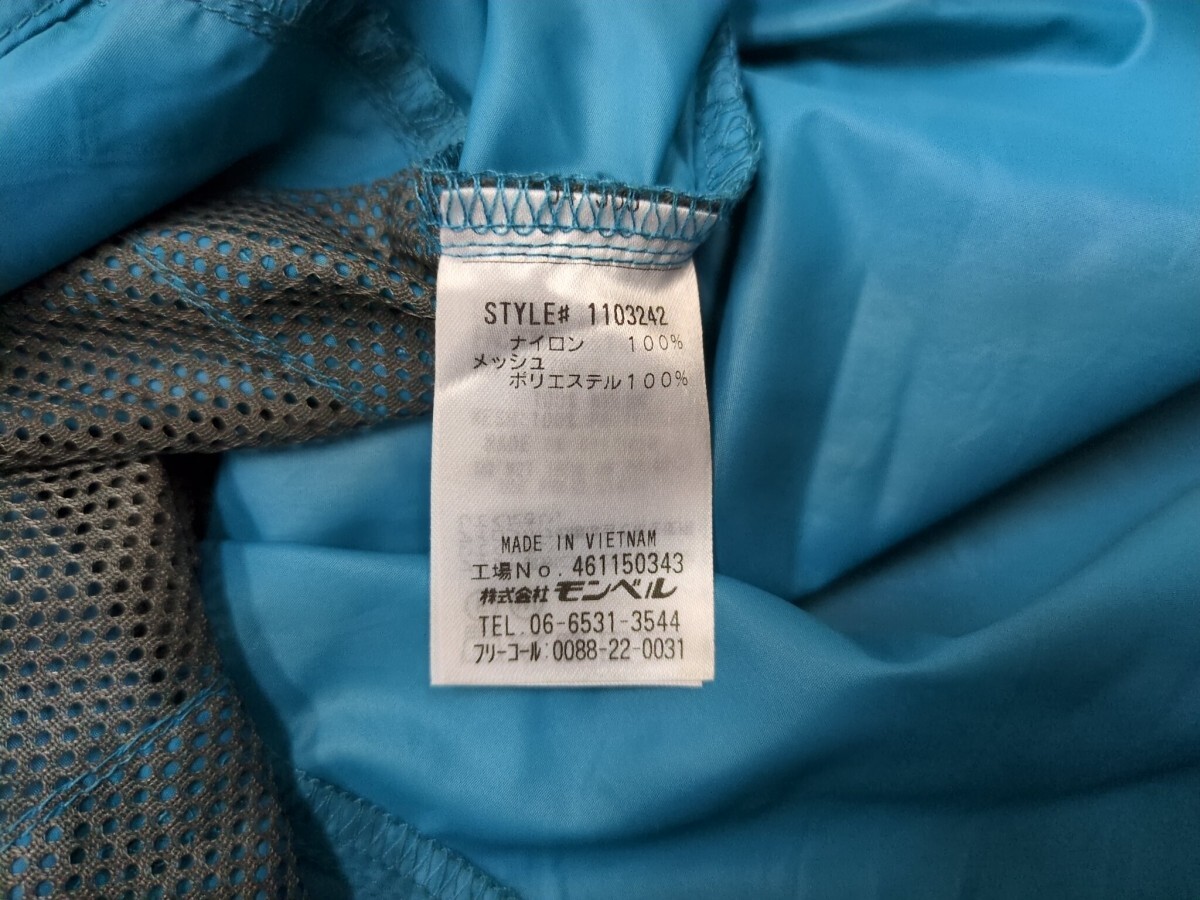 STYLE# 1103242
ナイロン 100%
メッシュ
ポリエステル100%
MADE IN VIETNAM
工場No. 461150343
株式会社 モンベル
TEL. 06-6531-3544
フリーコール:0088-22-0031